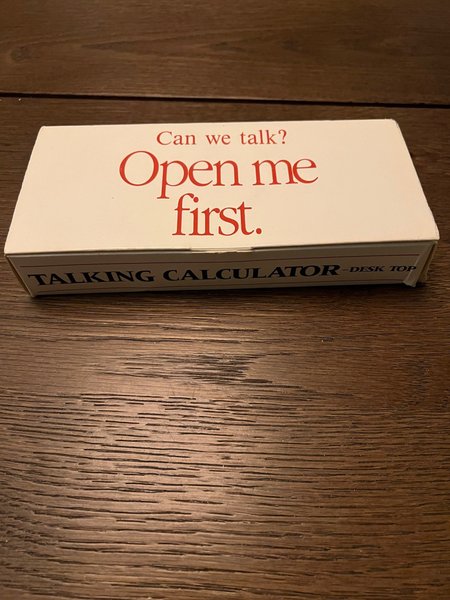 Can we talk?
Open me
first.
TALKING CALCULATOR - DESK TOP